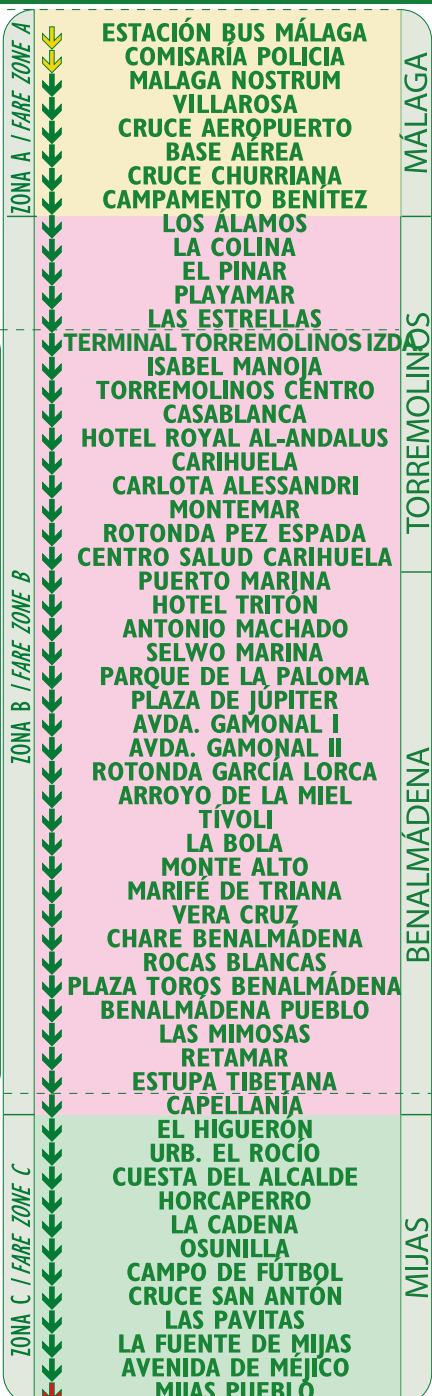 ZONA A / FARE ZONE A
MÁLAGA
ESTACIÓN BUS MÁLAGA
COMISARÍA POLICIA
MALAGA NOSTRUM
VILLAROSA
CRUCE AEROPUERTO
BASE AÉREA
CRUCE CHURRIANA
CAMPAMENTO BENÍTEZ
ZONA B / FARE ZONE B
TORREMOLINOS
LOS ÁLAMOS
LA COLINA
EL PINAR
PLAYAMAR
LAS ESTRELLAS
TERMINAL TORREMOLINOS IZDA
ISABEL MANOJA
TORREMOLINOS CENTRO
CASABLANCA
HOTEL ROYAL AL-ANDALUS
CARIHUELA
CARLOTA ALESSANDRI
MONTEMAR
ROTONDA PEZ ESPADA
CENTRO SALUD CARIHUELA
BENALMÁDENA
PUERTO MARINA
HOTEL TRITÓN
ANTONIO MACHADO
SELWO MARINA
PARQUE DE LA PALOMA
PLAZA DE JÚPITER
AVDA. GAMONAL I
AVDA. GAMONAL II
ROTONDA GARCÍA LORCA
ARROYO DE LA MIEL
TÍVOLI
LA BOLA
MONTE ALTO
MARIFÉ DE TRIANA
VERA CRUZ
CHARE BENALMÁDENA
ROCAS BLANCAS
PLAZA TOROS BENALMÁDENA
BENALMÁDENA PUEBLO
LAS MIMOSAS
RETAMAR
ESTUPA TIBETANA
CAPELLANÍA
ZONA C / FARE ZONE C
MIJAS
EL HIGUERÓN
URB. EL ROCÍO
CUESTA DEL ALCALDE
HORCAPERRO
LA CADENA
OSUNILLA
CAMPO DE FÚTBOL
CRUCE SAN ANTÓN
LAS PAVITAS
LA FUENTE DE MIJAS
AVENIDA DE MÉJICO
MIJAS PUEBLO